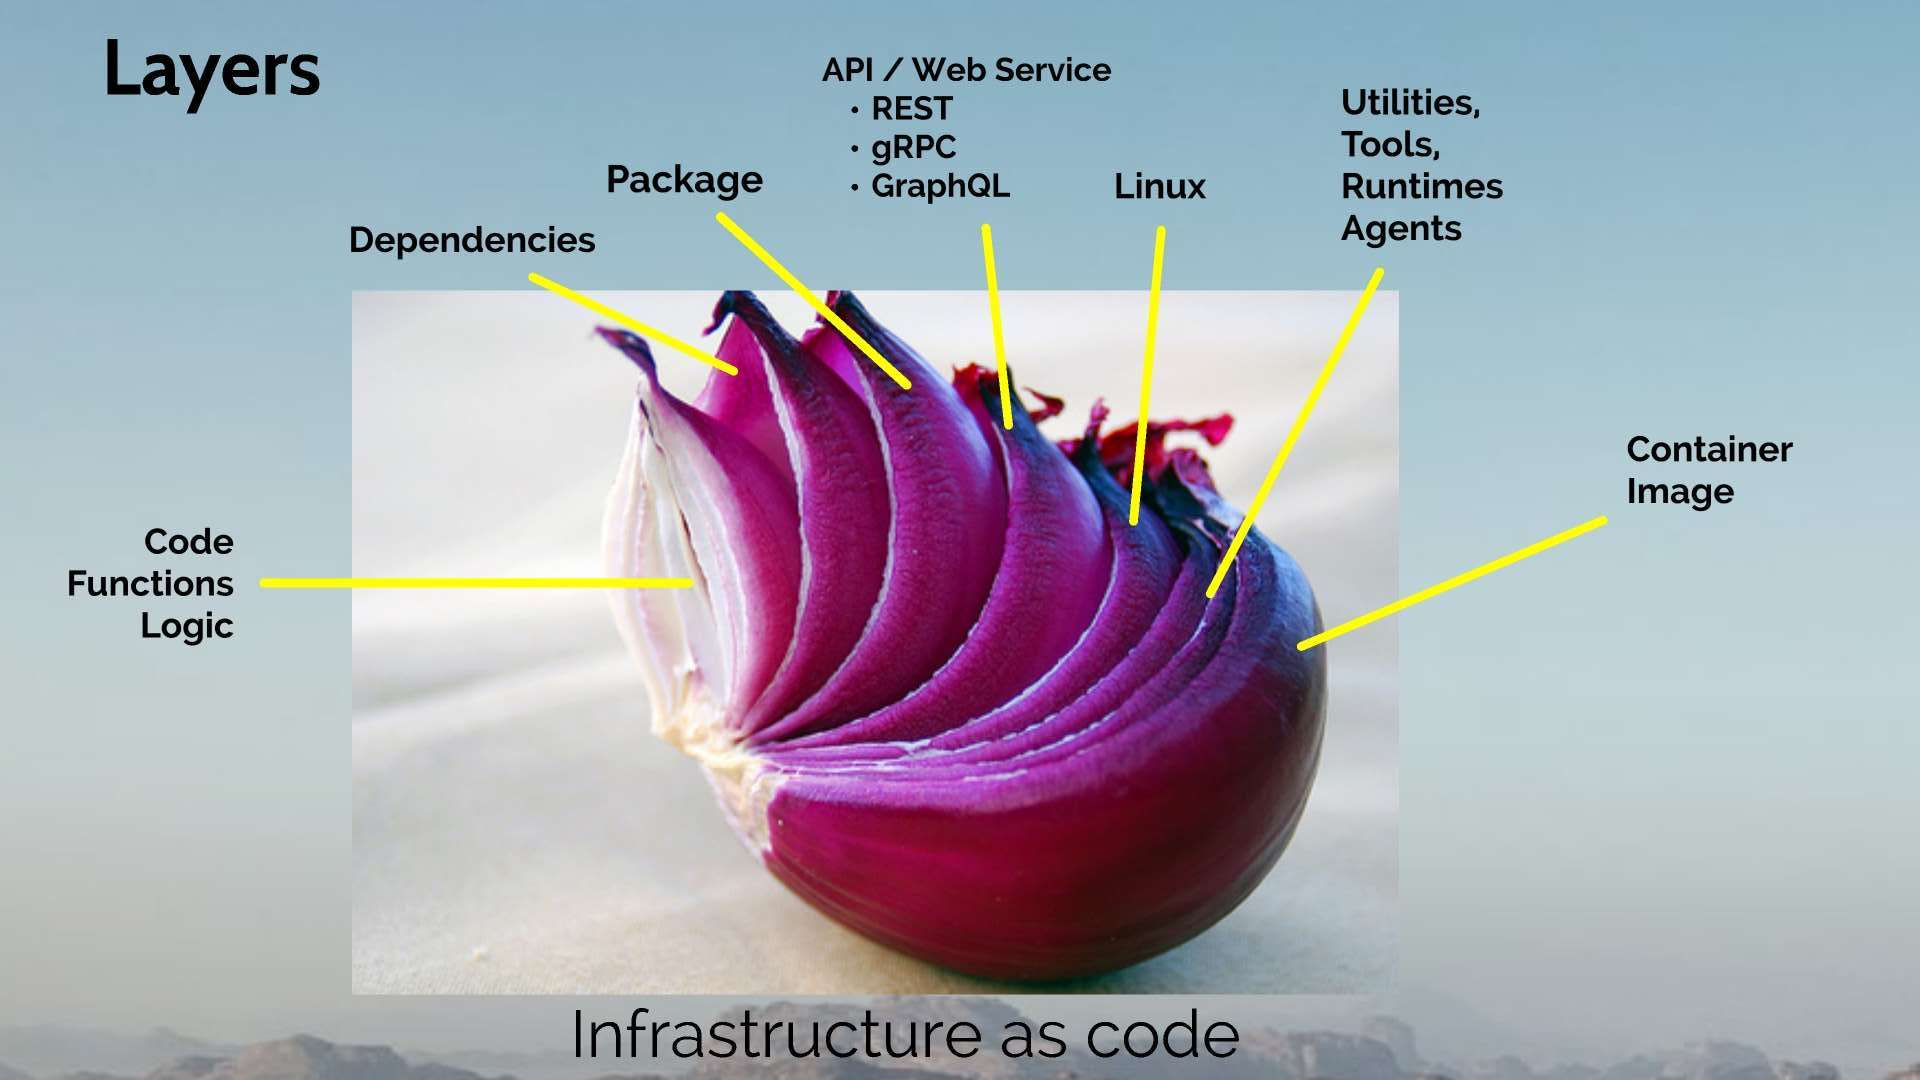 Layers
API / Web Service
• REST
• gRPC
• GraphQL
Utilities,
Tools,
Runtimes
Agents
Package
Linux
Dependencies
Container
Image
Code
Functions
Logic
Infrastructure as code